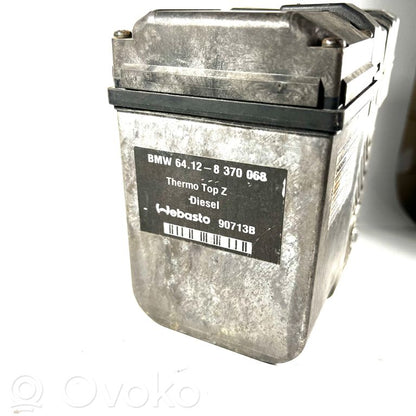 BMW 64.12-8 370 068
Thermo Top Z
Diesel
Webasto 90713B
© Ovoko